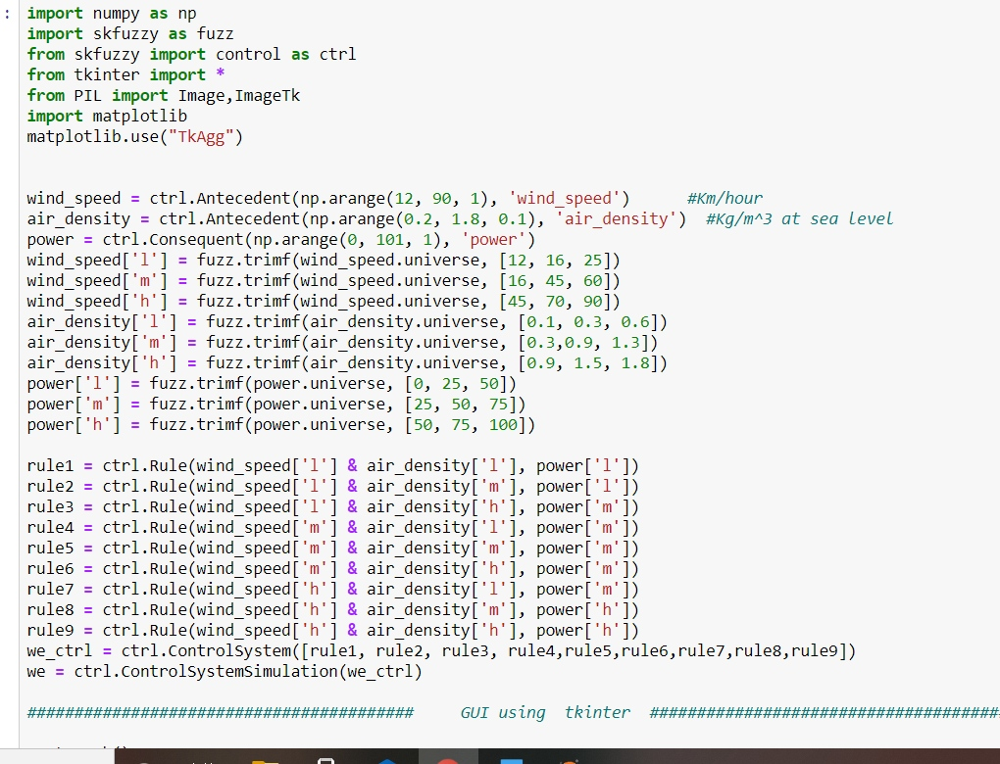 : import numpy as np
import skfuzzy as fuzz
from skfuzzy import control as ctrl
from tkinter import *
from PIL import Image,ImageTk
import matplotlib
matplotlib.use("TkAgg")
wind_speed = ctrl.Antecedent(np.arange(12, 90, 1), 'wind_speed')      #Km/hour
air_density = ctrl.Antecedent(np.arange(0.2, 1.8, 0.1), 'air_density')  #Kg/m^3 at sea level
power = ctrl.Consequent(np.arange(0, 101, 1), 'power')
wind_speed['l'] = fuzz.trimf(wind_speed.universe, [12, 16, 25])
wind_speed['m'] = fuzz.trimf(wind_speed.universe, [16, 45, 60])
wind_speed['h'] = fuzz.trimf(wind_speed.universe, [45, 70, 90])
air_density['l'] = fuzz.trimf(air_density.universe, [0.1, 0.3, 0.6])
air_density['m'] = fuzz.trimf(air_density.universe, [0.3,0.9, 1.3])
air_density['h'] = fuzz.trimf(air_density.universe, [0.9, 1.5, 1.8])
power['l'] = fuzz.trimf(power.universe, [0, 25, 50])
power['m'] = fuzz.trimf(power.universe, [25, 50, 75])
power['h'] = fuzz.trimf(power.universe, [50, 75, 100])
rule1 = ctrl.Rule(wind_speed['l'] & air_density['l'], power['l'])
rule2 = ctrl.Rule(wind_speed['l'] & air_density['m'], power['l'])
rule3 = ctrl.Rule(wind_speed['l'] & air_density['h'], power['m'])
rule4 = ctrl.Rule(wind_speed['m'] & air_density['l'], power['m'])
rule5 = ctrl.Rule(wind_speed['m'] & air_density['m'], power['m'])
rule6 = ctrl.Rule(wind_speed['m'] & air_density['h'], power['m'])
rule7 = ctrl.Rule(wind_speed['h'] & air_density['l'], power['m'])
rule8 = ctrl.Rule(wind_speed['h'] & air_density['m'], power['h'])
rule9 = ctrl.Rule(wind_speed['h'] & air_density['h'], power['h'])
we_ctrl = ctrl.ControlSystem([rule1, rule2, rule3, rule4,rule5,rule6,rule7,rule8,rule9])
we = ctrl.ControlSystemSimulation(we_ctrl)
#########################################     GUI using  tkinter  #####################################